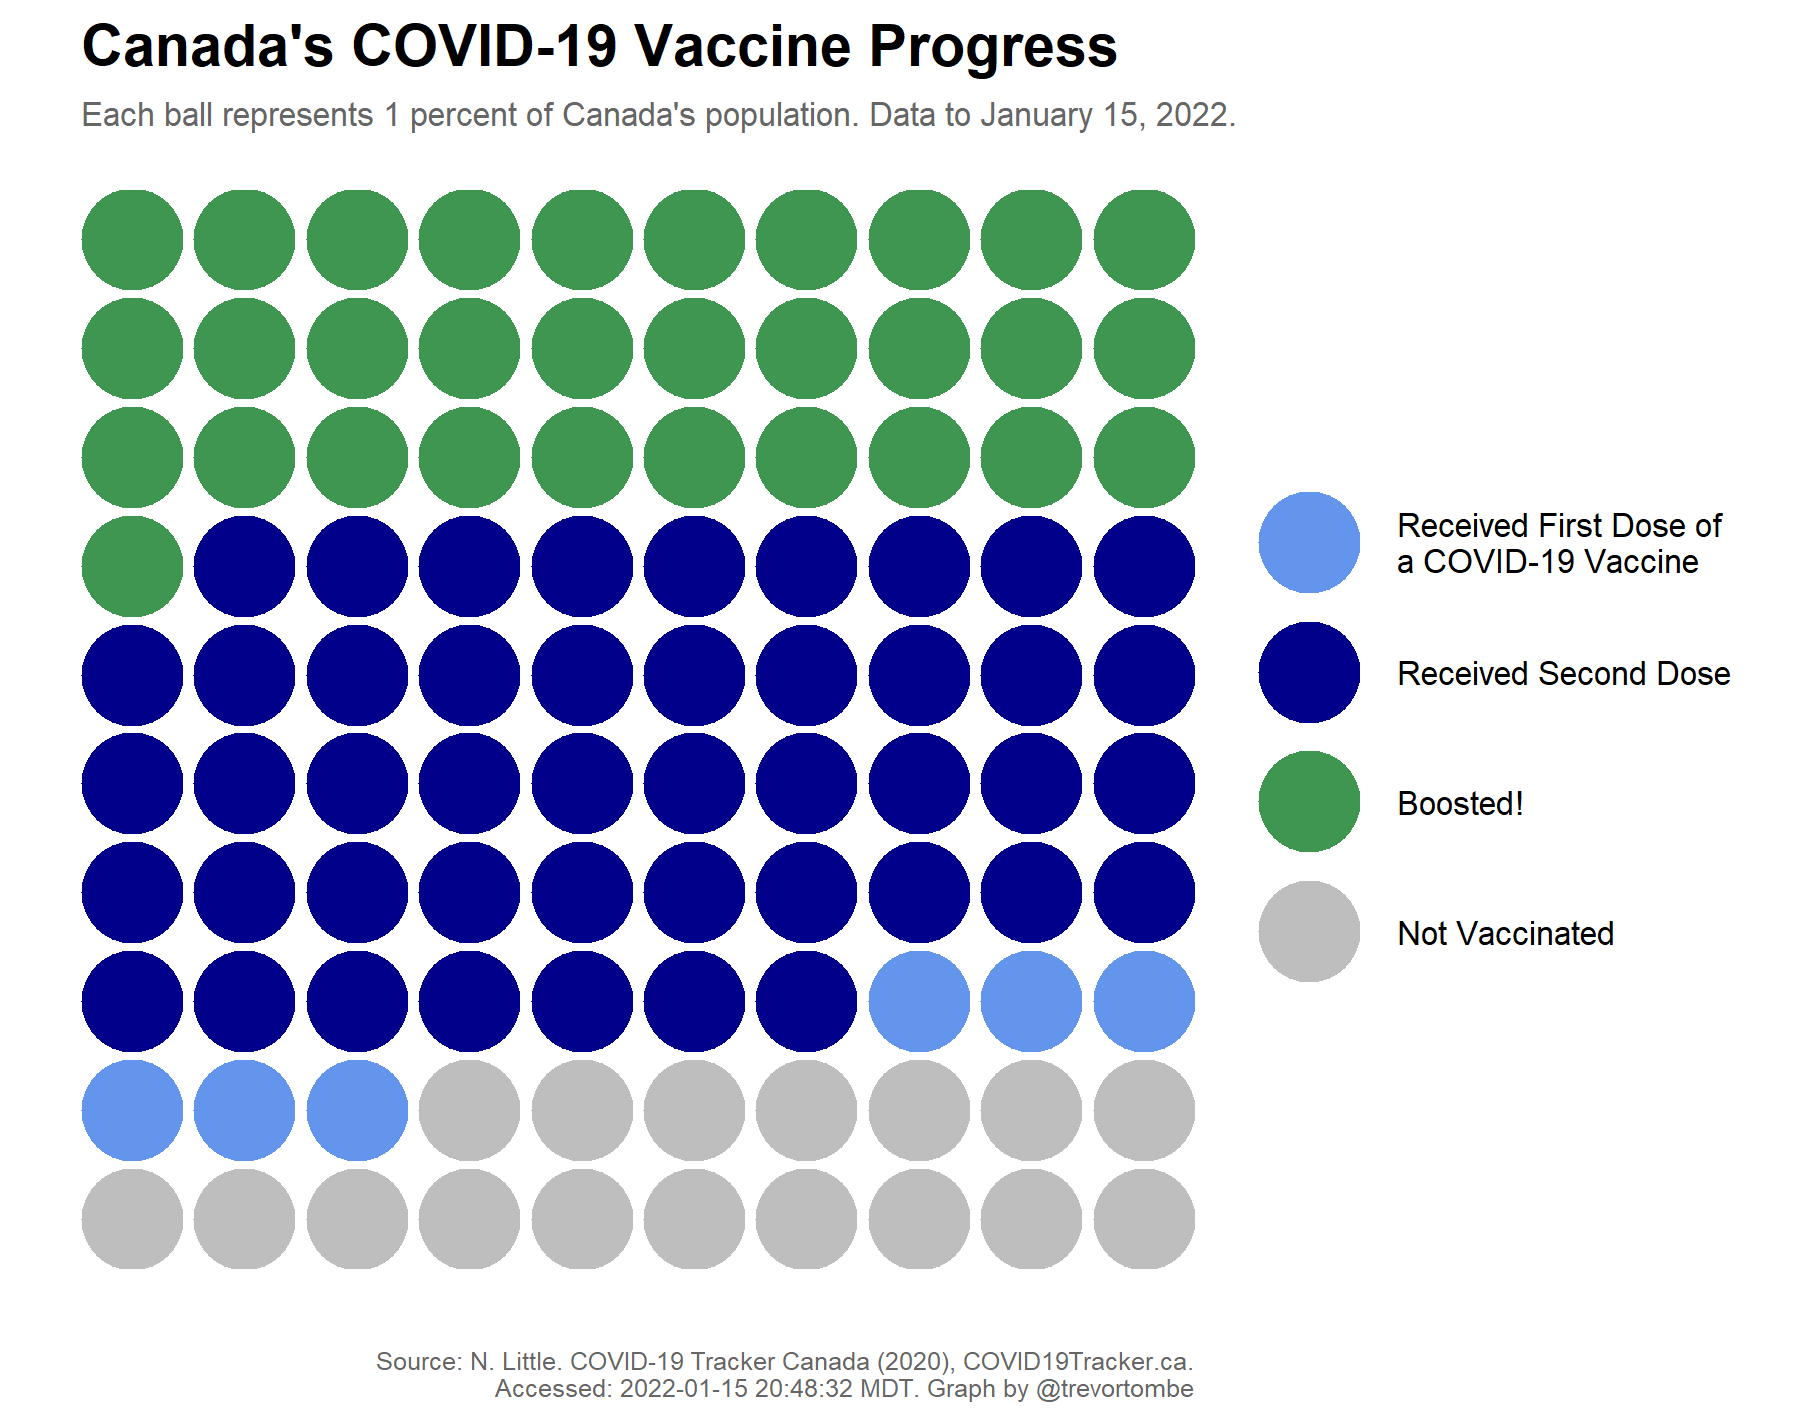 Canada's COVID-19 Vaccine Progress
Each ball represents 1 percent of Canada's population. Data to January 15, 2022.
Received First Dose of
a COVID-19 Vaccine
Received Second Dose
Boosted!
Not Vaccinated
Source: N. Little. COVID-19 Tracker Canada (2020), COVID19Tracker.ca.
Accessed: 2022-01-15 20:48:32 MDT. Graph by @trevortombe